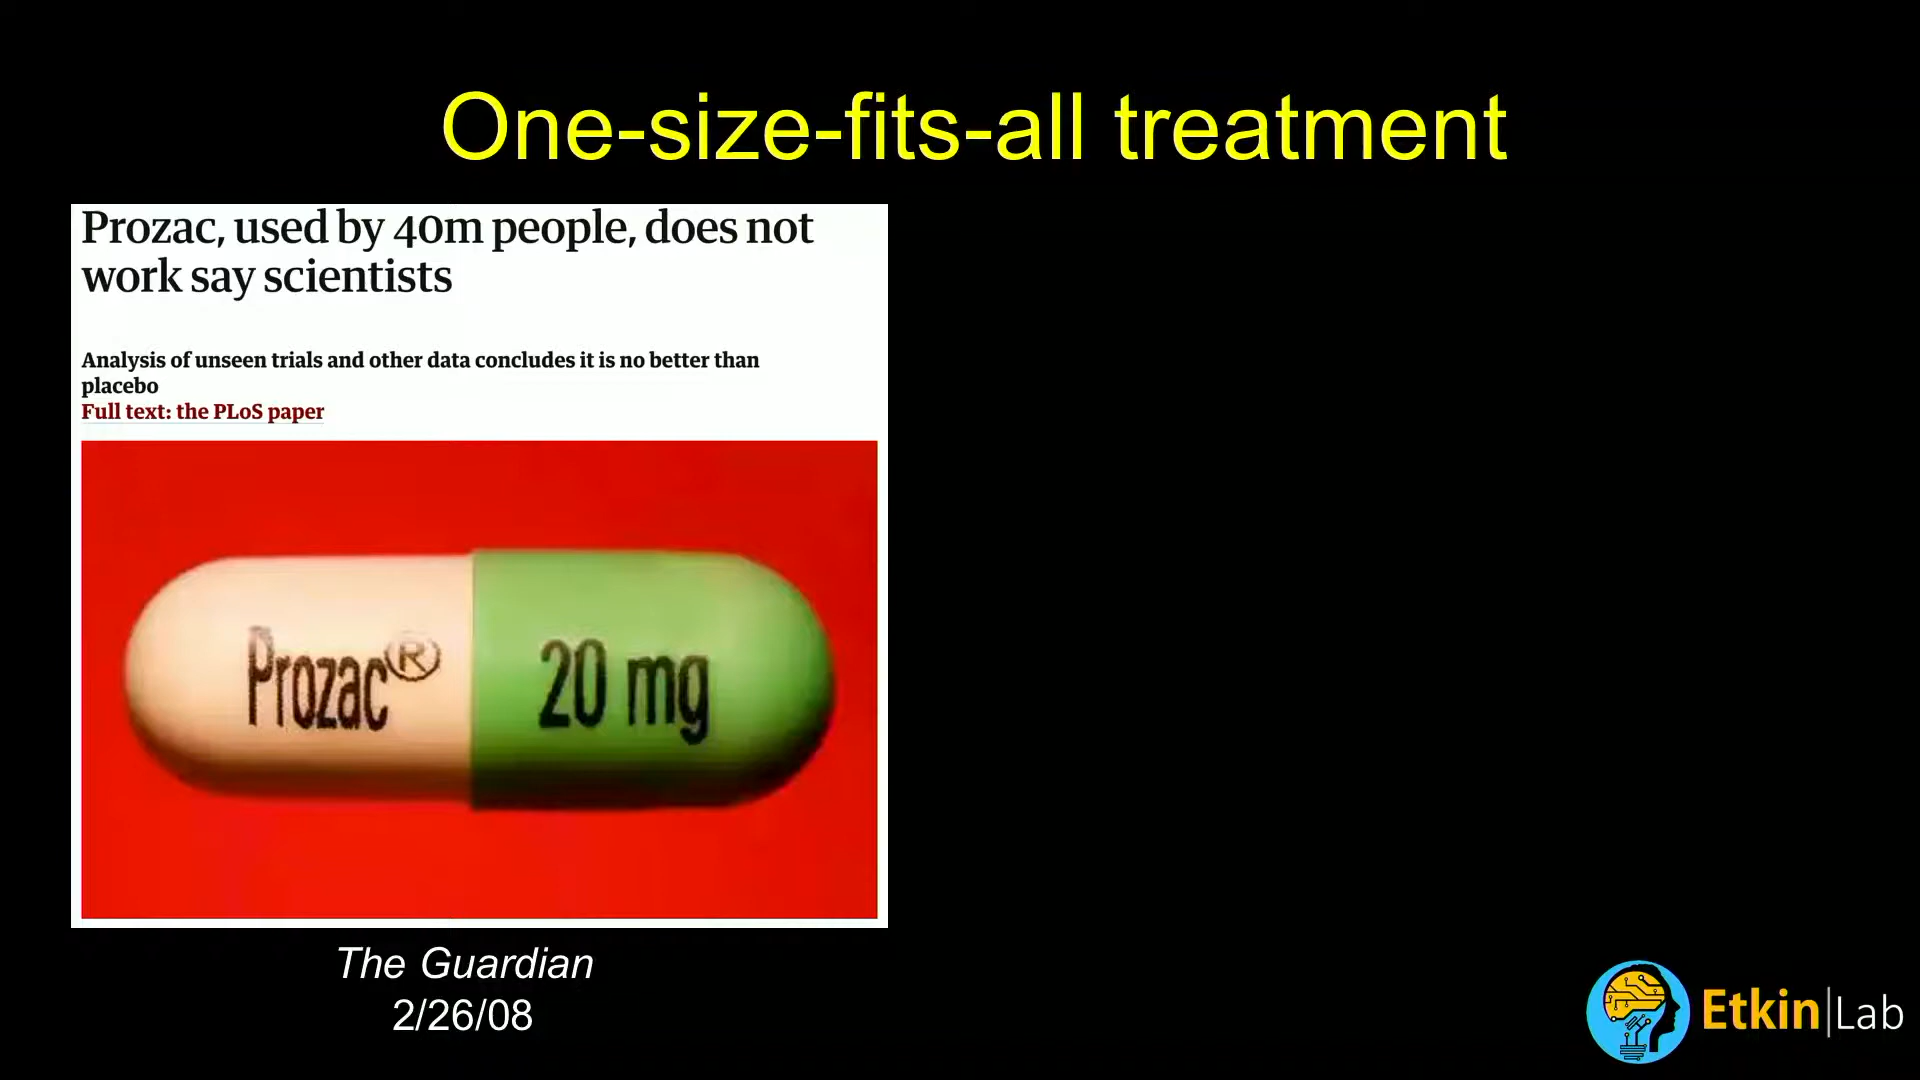 One-size-fits-all treatment
Prozac, used by 40m people, does not
work say scientists
Analysis of unseen trials and other data concludes it is no better than
placebo
Full text: the PLoS paper
Prozac® 20 mg
The Guardian
2/26/08
Etkin|Lab